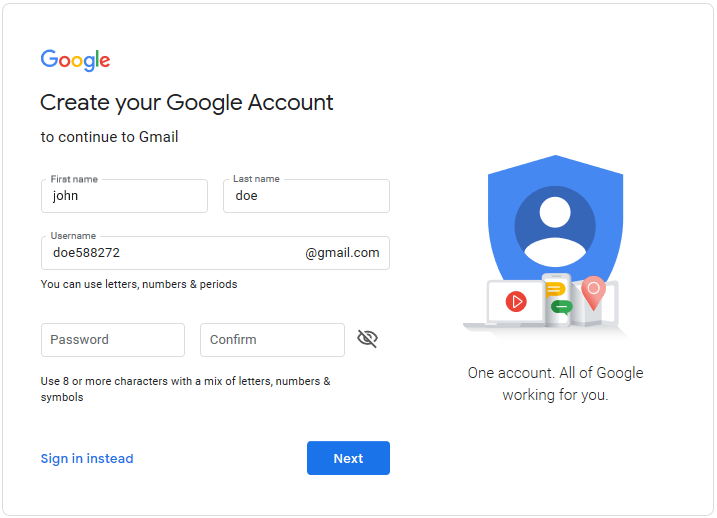 Google
Create your Google Account
to continue to Gmail
First name
john
Last name
doe
Username
doe588272
@gmail.com
You can use letters, numbers & periods
Password
Confirm
Use 8 or more characters with a mix of letters, numbers &
symbols
Sign in instead
Next
One account. All of Google
working for you.